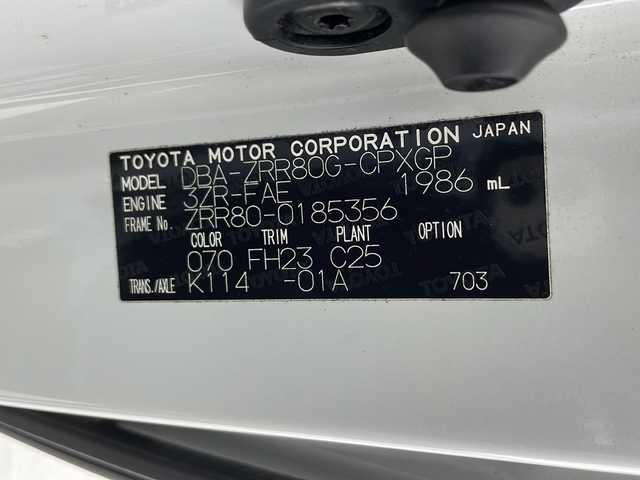 TOYOTA MOTOR CORPORATION JAPAN
MODEL DBA-ZRR80G-CPXGP
ENGINE 3ZR-FAE 1986 mL
FRAME No. ZRR80-0185356
COLOR TRIM PLANT OPTION
070 FH23 C25
TRANS./AXLE K114 -01A 703